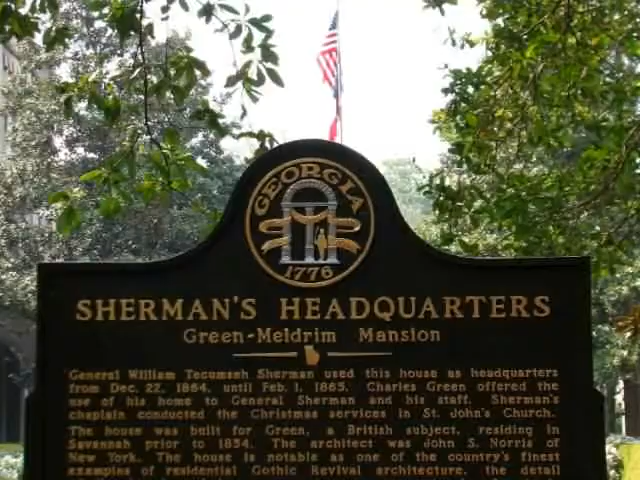 GEORGIA
1776
SHERMAN'S HEADQUARTERS
Green-Meldrim Mansion
General William Tecumseh Sherman used this house as headquarters
from Dec. 22, 1864, until Feb. 1, 1865. Charles Green offered the
use of his home to General Sherman and his staff. Sherman's
chaplain conducted the Christmas services in St. John's Church.
The house was built for Green, a British subject, residing in
Savannah prior to 1854. The architect was John S. Norris of
New York. The house is notable as one of the country's finest
examples of residential Gothic Revival architecture, the detail